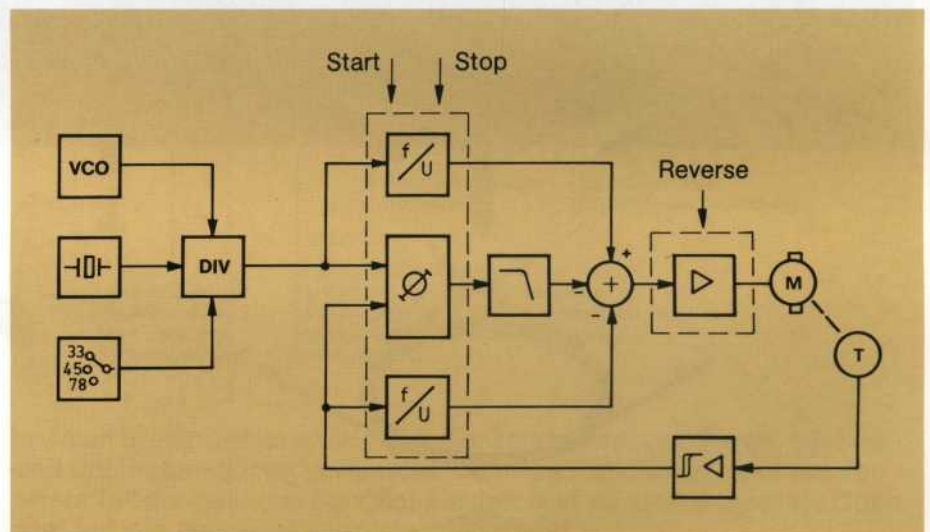 Start
Stop
VCO
f/U
Reverse
DIV
M
33
45
78
T
f/U